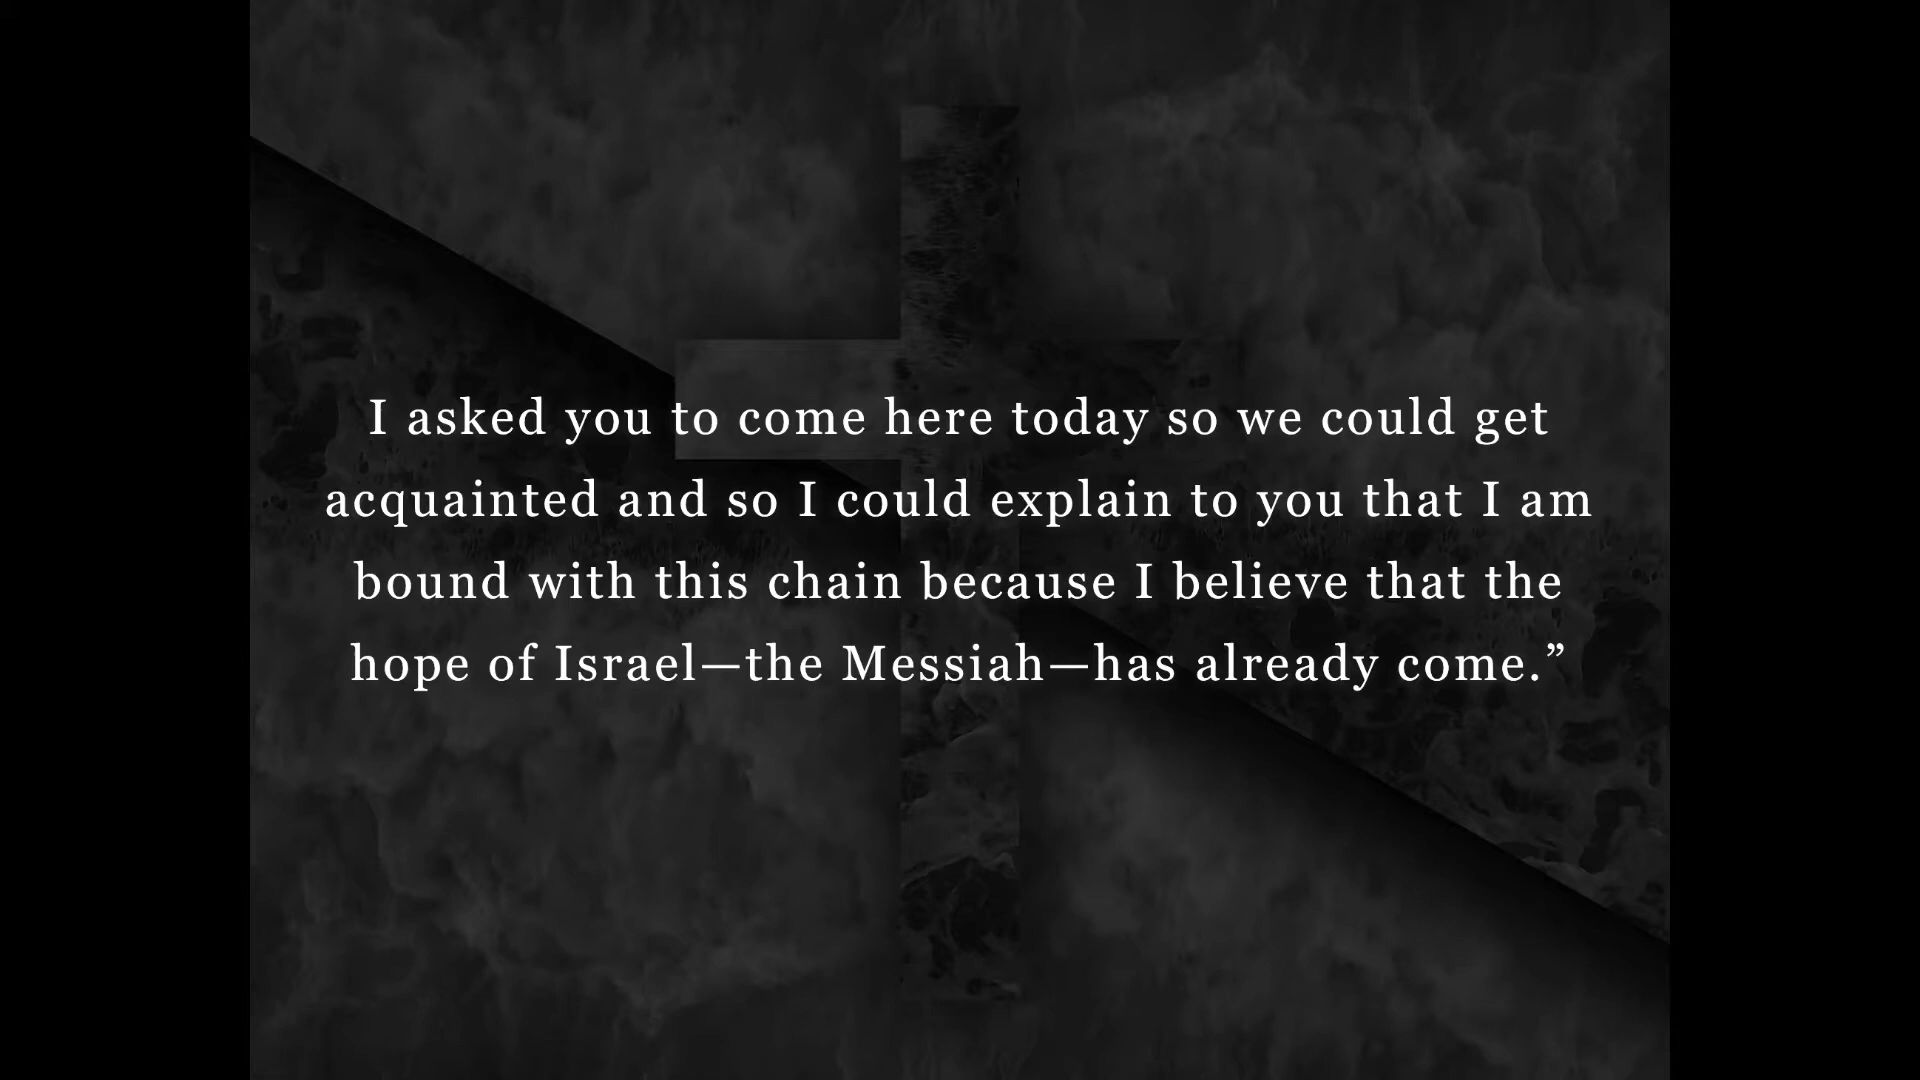 I asked you to come here today so we could get
acquainted and so I could explain to you that I am
bound with this chain because I believe that the
hope of Israel—the Messiah—has already come.”